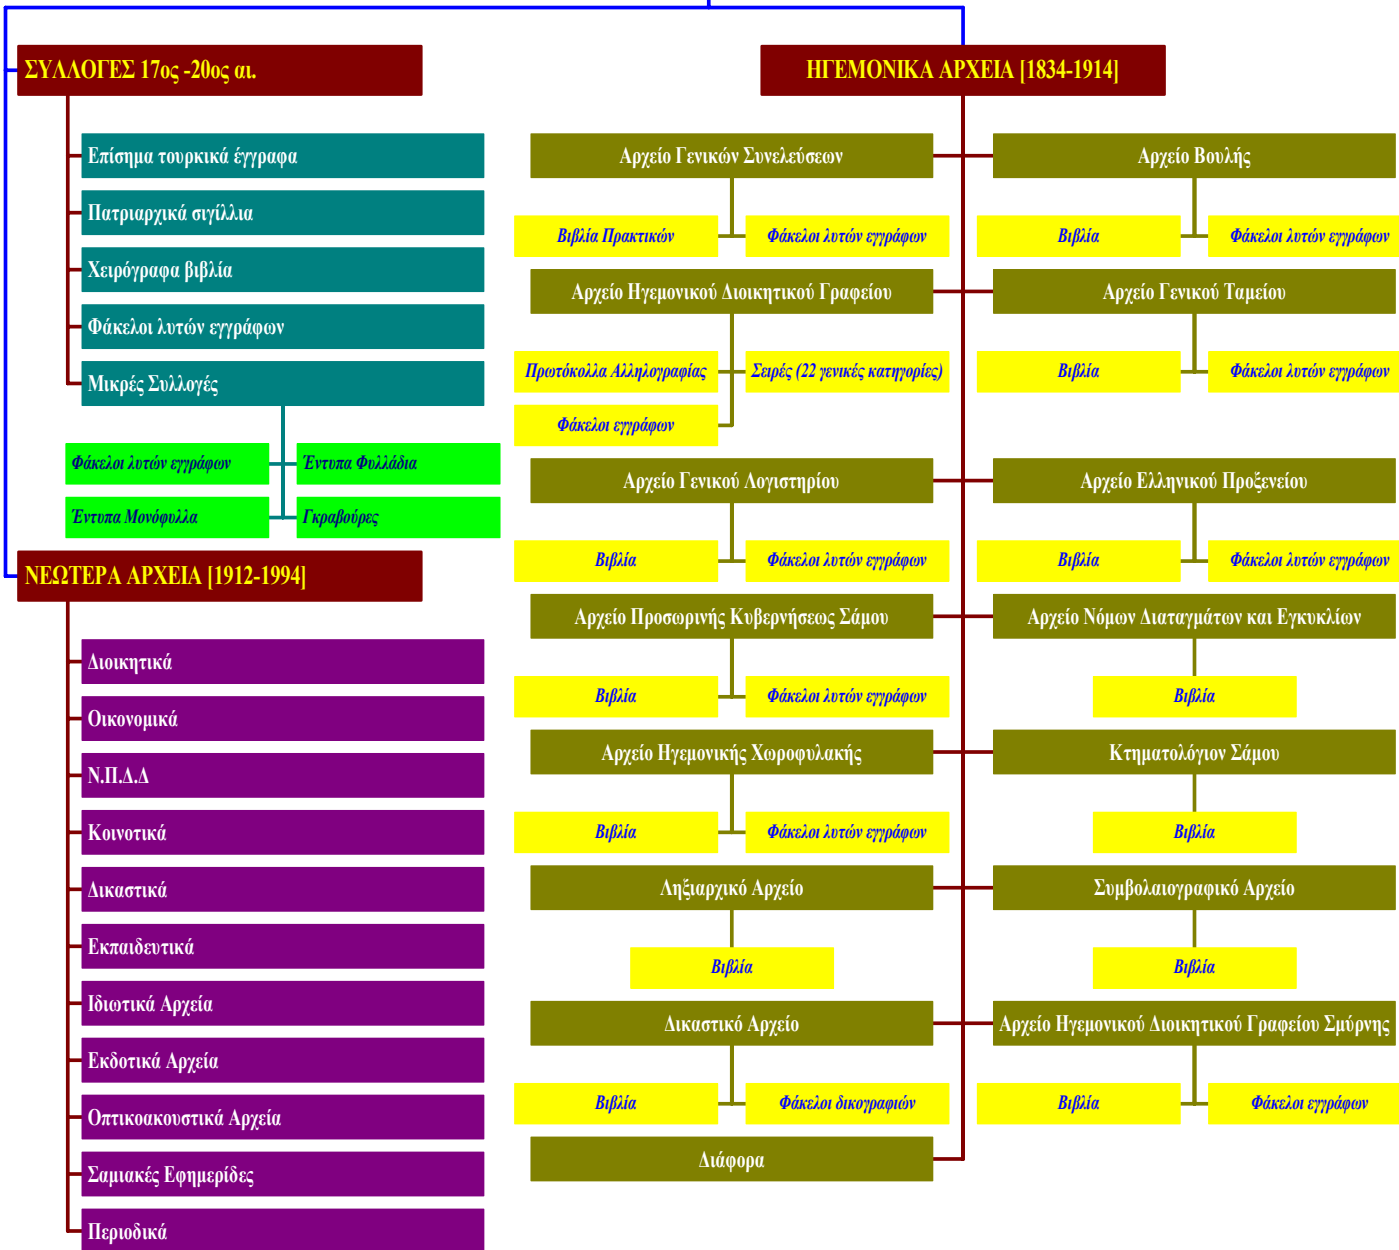 ΣΥΛΛΟΓΕΣ 17ος -20ος αι.
Επίσημα τουρκικά έγγραφα
Πατριαρχικά σιγίλλια
Χειρόγραφα βιβλία
Φάκελοι λυτών εγγράφων
Μικρές Συλλογές
Φάκελοι λυτών εγγράφων
Έντυπα Φυλλάδια
Έντυπα Μονόφυλλα
Γκραβούρες
ΝΕΩΤΕΡΑ ΑΡΧΕΙΑ [1912-1994]
Διοικητικά
Οικονομικά
Ν.Π.Δ.Δ
Κοινοτικά
Δικαστικά
Εκπαιδευτικά
Ιδιωτικά Αρχεία
Εκδοτικά Αρχεία
Οπτικοακουστικά Αρχεία
Σαμιακές Εφημερίδες
Περιοδικά
ΗΓΕΜΟΝΙΚΑ ΑΡΧΕΙΑ [1834-1914]
Αρχείο Γενικών Συνελεύσεων
Βιβλία Πρακτικών
Φάκελοι λυτών εγγράφων
Αρχείο Βουλής
Βιβλία
Φάκελοι λυτών εγγράφων
Αρχείο Ηγεμονικού Διοικητικού Γραφείου
Πρωτόκολλα Αλληλογραφίας
Σειρές (22 γενικές κατηγορίες)
Φάκελοι εγγράφων
Αρχείο Γενικού Ταμείου
Βιβλία
Φάκελοι λυτών εγγράφων
Αρχείο Γενικού Λογιστηρίου
Βιβλία
Φάκελοι λυτών εγγράφων
Αρχείο Ελληνικού Προξενείου
Βιβλία
Φάκελοι λυτών εγγράφων
Αρχείο Προσωρινής Κυβερνήσεως Σάμου
Βιβλία
Φάκελοι λυτών εγγράφων
Αρχείο Νόμων Διαταγμάτων και Εγκυκλίων
Βιβλία
Αρχείο Ηγεμονικής Χωροφυλακής
Βιβλία
Φάκελοι λυτών εγγράφων
Κτηματολόγιον Σάμου
Βιβλία
Ληξιαρχικό Αρχείο
Βιβλία
Συμβολαιογραφικό Αρχείο
Βιβλία
Δικαστικό Αρχείο
Βιβλία
Φάκελοι δικογραφιών
Αρχείο Ηγεμονικού Διοικητικού Γραφείου Σμύρνης
Βιβλία
Φάκελοι εγγράφων
Διάφορα